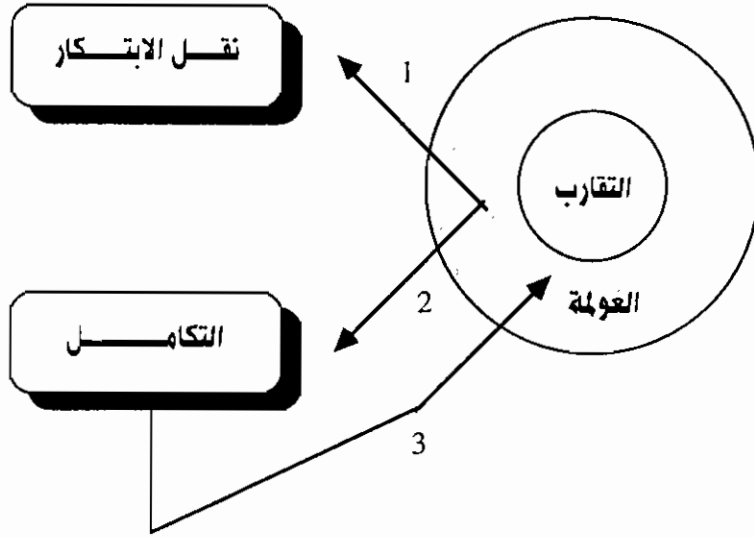 نقل الابتكار
1
التقارب
العولمة
2
التكامل
3